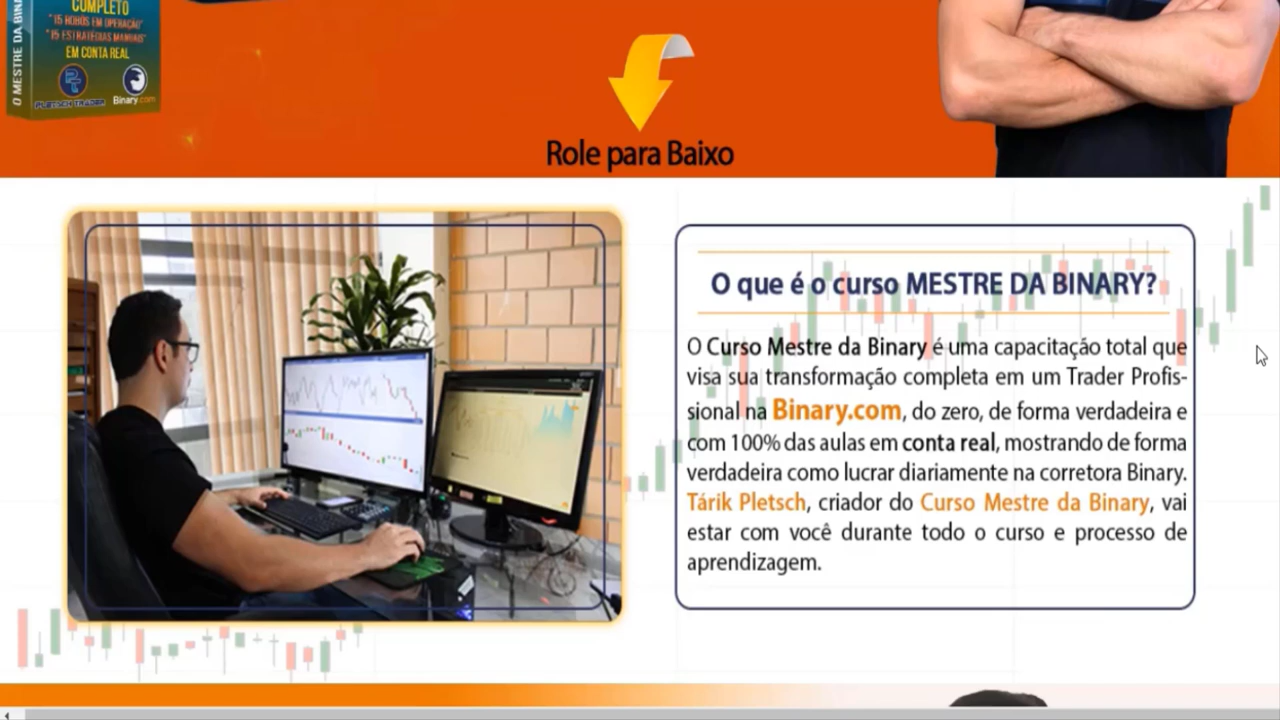 O MESTRE DA BINA
COMPLETO
"15 ROBÔS EM OPERAÇÃO"
"15 ESTRATÉGIAS MANUAIS"
EM CONTA REAL
PT
PLETSCH TRADER
Binary.com
Role para Baixo
O que é o curso MESTRE DA BINARY?
O Curso Mestre da Binary é uma capacitação total que
visa sua transformação completa em um Trader Profis-
sional na Binary.com, do zero, de forma verdadeira e
com 100% das aulas em conta real, mostrando de forma
verdadeira como lucrar diariamente na corretora Binary.
Tárik Pletsch, criador do Curso Mestre da Binary, vai
estar com você durante todo o curso e processo de
aprendizagem.